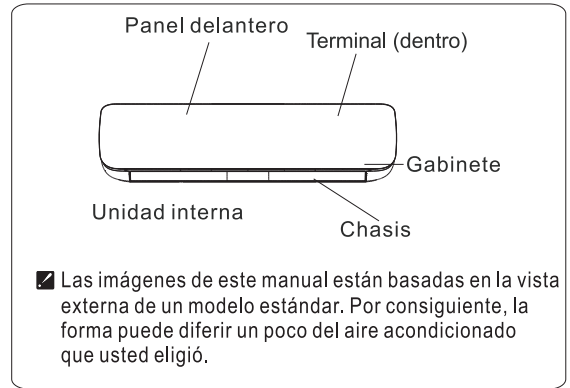 Panel delantero
Terminal (dentro)
Gabinete
Unidad interna
Chasis
Las imágenes de este manual están basadas en la vista
externa de un modelo estándar. Por consiguiente, la
forma puede diferir un poco del aire acondicionado
que usted eligió.